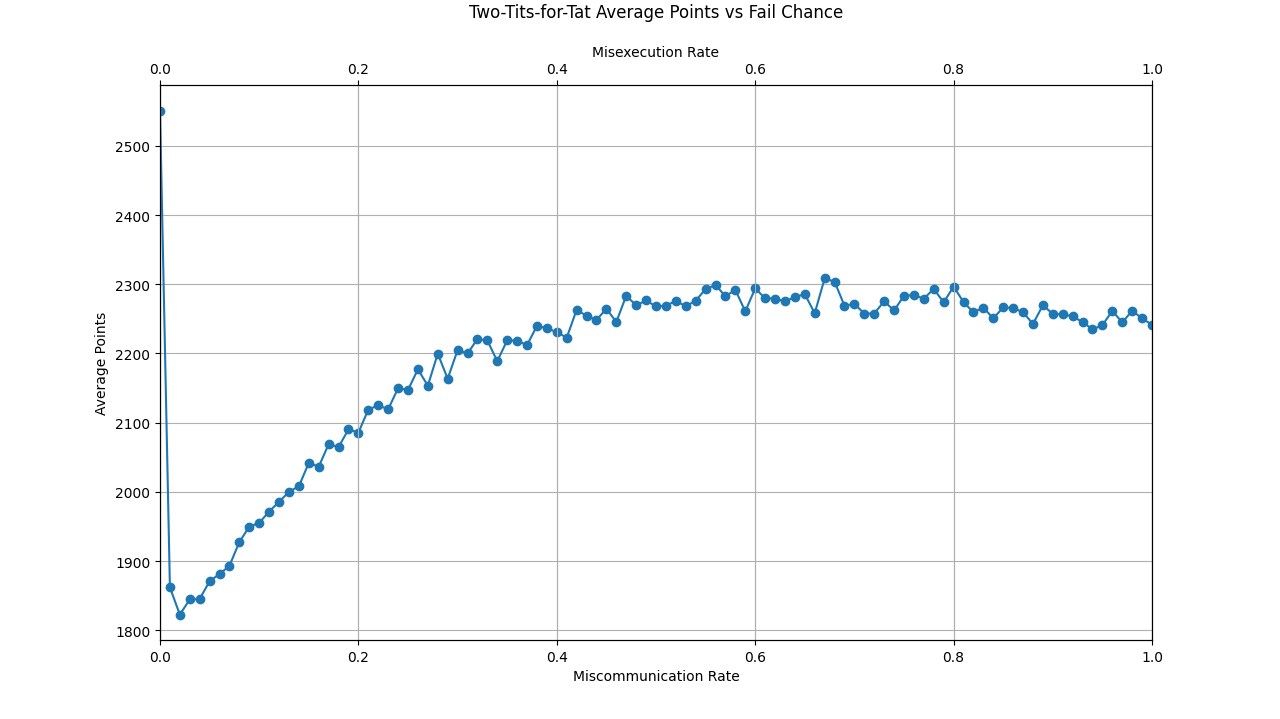 Two-Tits-for-Tat Average Points vs Fail Chance
Misexecution Rate
0.0 0.2 0.4 0.6 0.8 1.0
2500
2400
2300
2200
2100
2000
1900
1800
Average Points
0.0 0.2 0.4 0.6 0.8 1.0
Miscommunication Rate